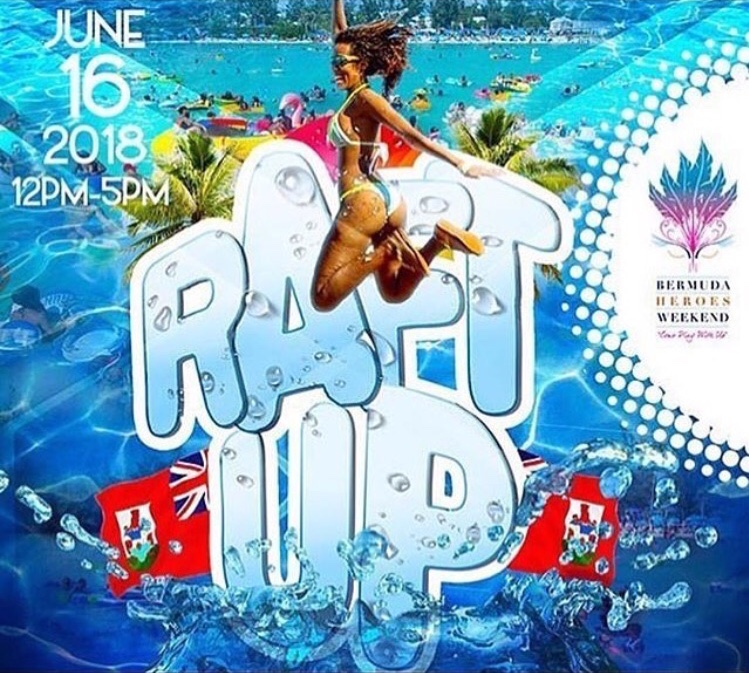 JUNE
16
2018
12PM-5PM
RAFT
UP
BERMUDA
HEROES
WEEKEND
"Come Play With Us"